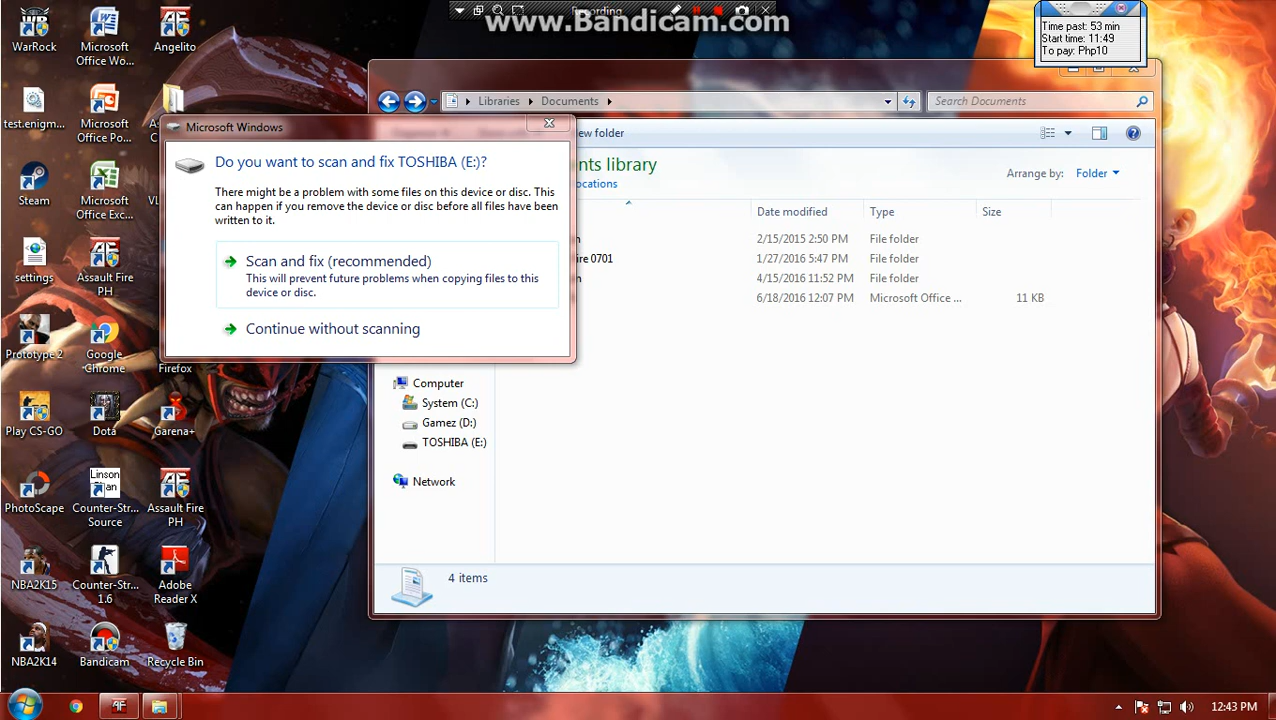 Recording
www.Bandicam.com
Time past: 53 min
Start time: 11:49
To pay: Php10
WarRock
Microsoft
Office Wo...
Angelito
test.enigm...
Microsoft
Office Po...
Steam
Microsoft
Office Exc...
settings
Assault Fire
PH
Prototype 2
Google
Chrome
Firefox
Play CS-GO
Dota
Garena+
PhotoScape
Linson
Counter-Str...
Source
Assault Fire
PH
NBA2K15
Counter-Str...
1.6
Adobe
Reader X
NBA2K14
Bandicam
Recycle Bin
Libraries
Documents
Search Documents
ew folder
nts library
ocations
Arrange by:
Folder
Date modified
Type
Size
2/15/2015 2:50 PM
File folder
ire 0701
1/27/2016 5:47 PM
File folder
4/15/2016 11:52 PM
File folder
6/18/2016 12:07 PM
Microsoft Office ...
11 KB
Microsoft Windows
Do you want to scan and fix TOSHIBA (E:)?
There might be a problem with some files on this device or disc. This
can happen if you remove the device or disc before all files have been
written to it.
Scan and fix (recommended)
This will prevent future problems when copying files to this
device or disc.
Continue without scanning
Computer
System (C:)
Gamez (D:)
TOSHIBA (E:)
Network
4 items
12:43 PM